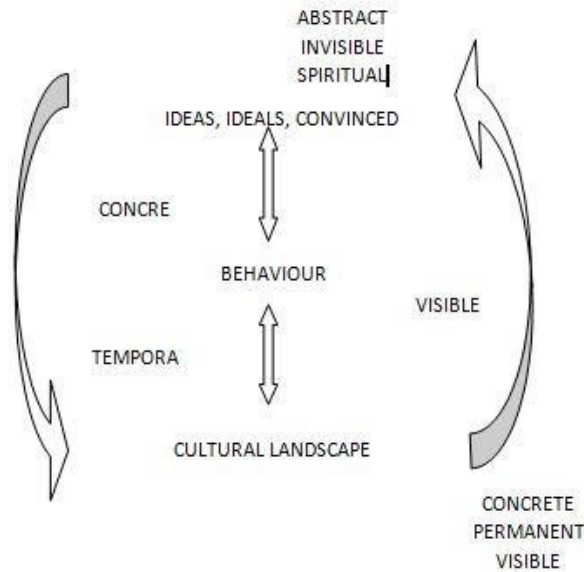 ABSTRACT
INVISIBLE
SPIRITUAL
IDEAS, IDEALS, CONVINCED
CONCRE
BEHAVIOUR
VISIBLE
TEMPORA
CULTURAL LANDSCAPE
CONCRETE
PERMANENT
VISIBLE